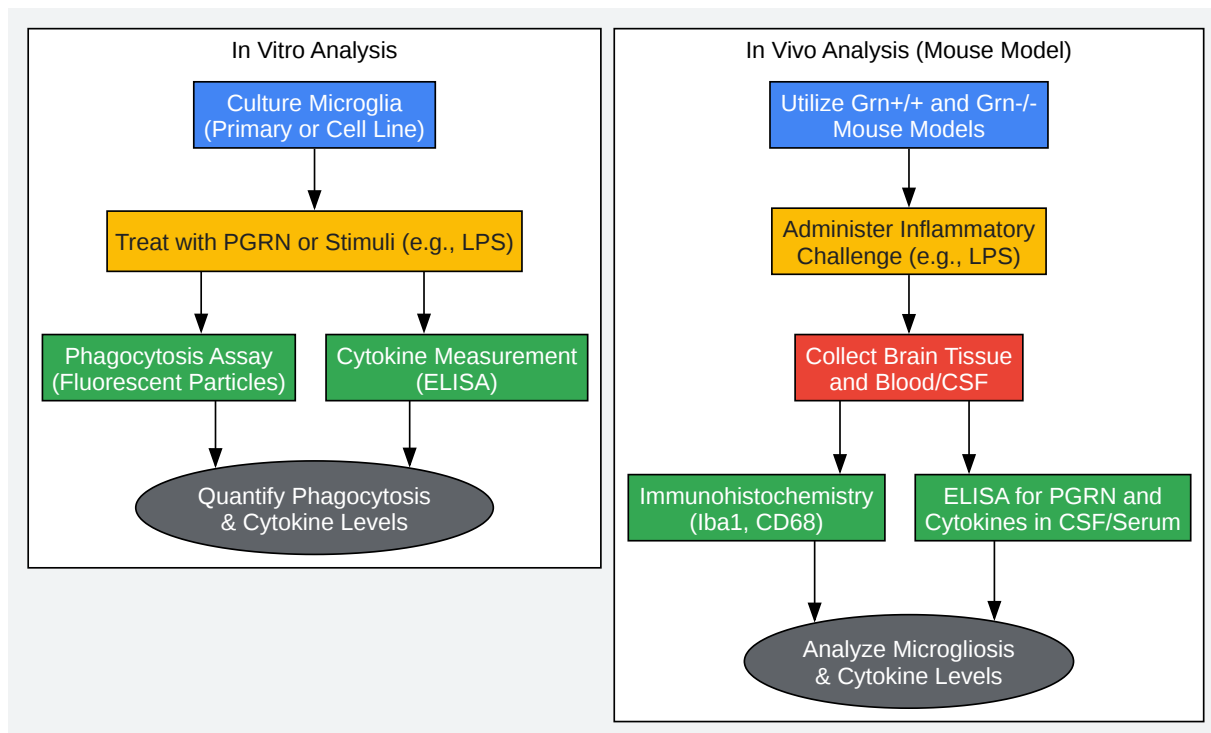 In Vitro Analysis
Culture Microglia
(Primary or Cell Line)
Treat with PGRN or Stimuli (e.g., LPS)
Phagocytosis Assay
(Fluorescent Particles)
Cytokine Measurement
(ELISA)
Quantify Phagocytosis
& Cytokine Levels
In Vivo Analysis (Mouse Model)
Utilize Grn+/+ and Grn-/-
Mouse Models
Administer Inflammatory
Challenge (e.g., LPS)
Collect Brain Tissue
and Blood/CSF
Immunohistochemistry
(Iba1, CD68)
ELISA for PGRN and
Cytokines in CSF/Serum
Analyze Microgliosis
& Cytokine Levels